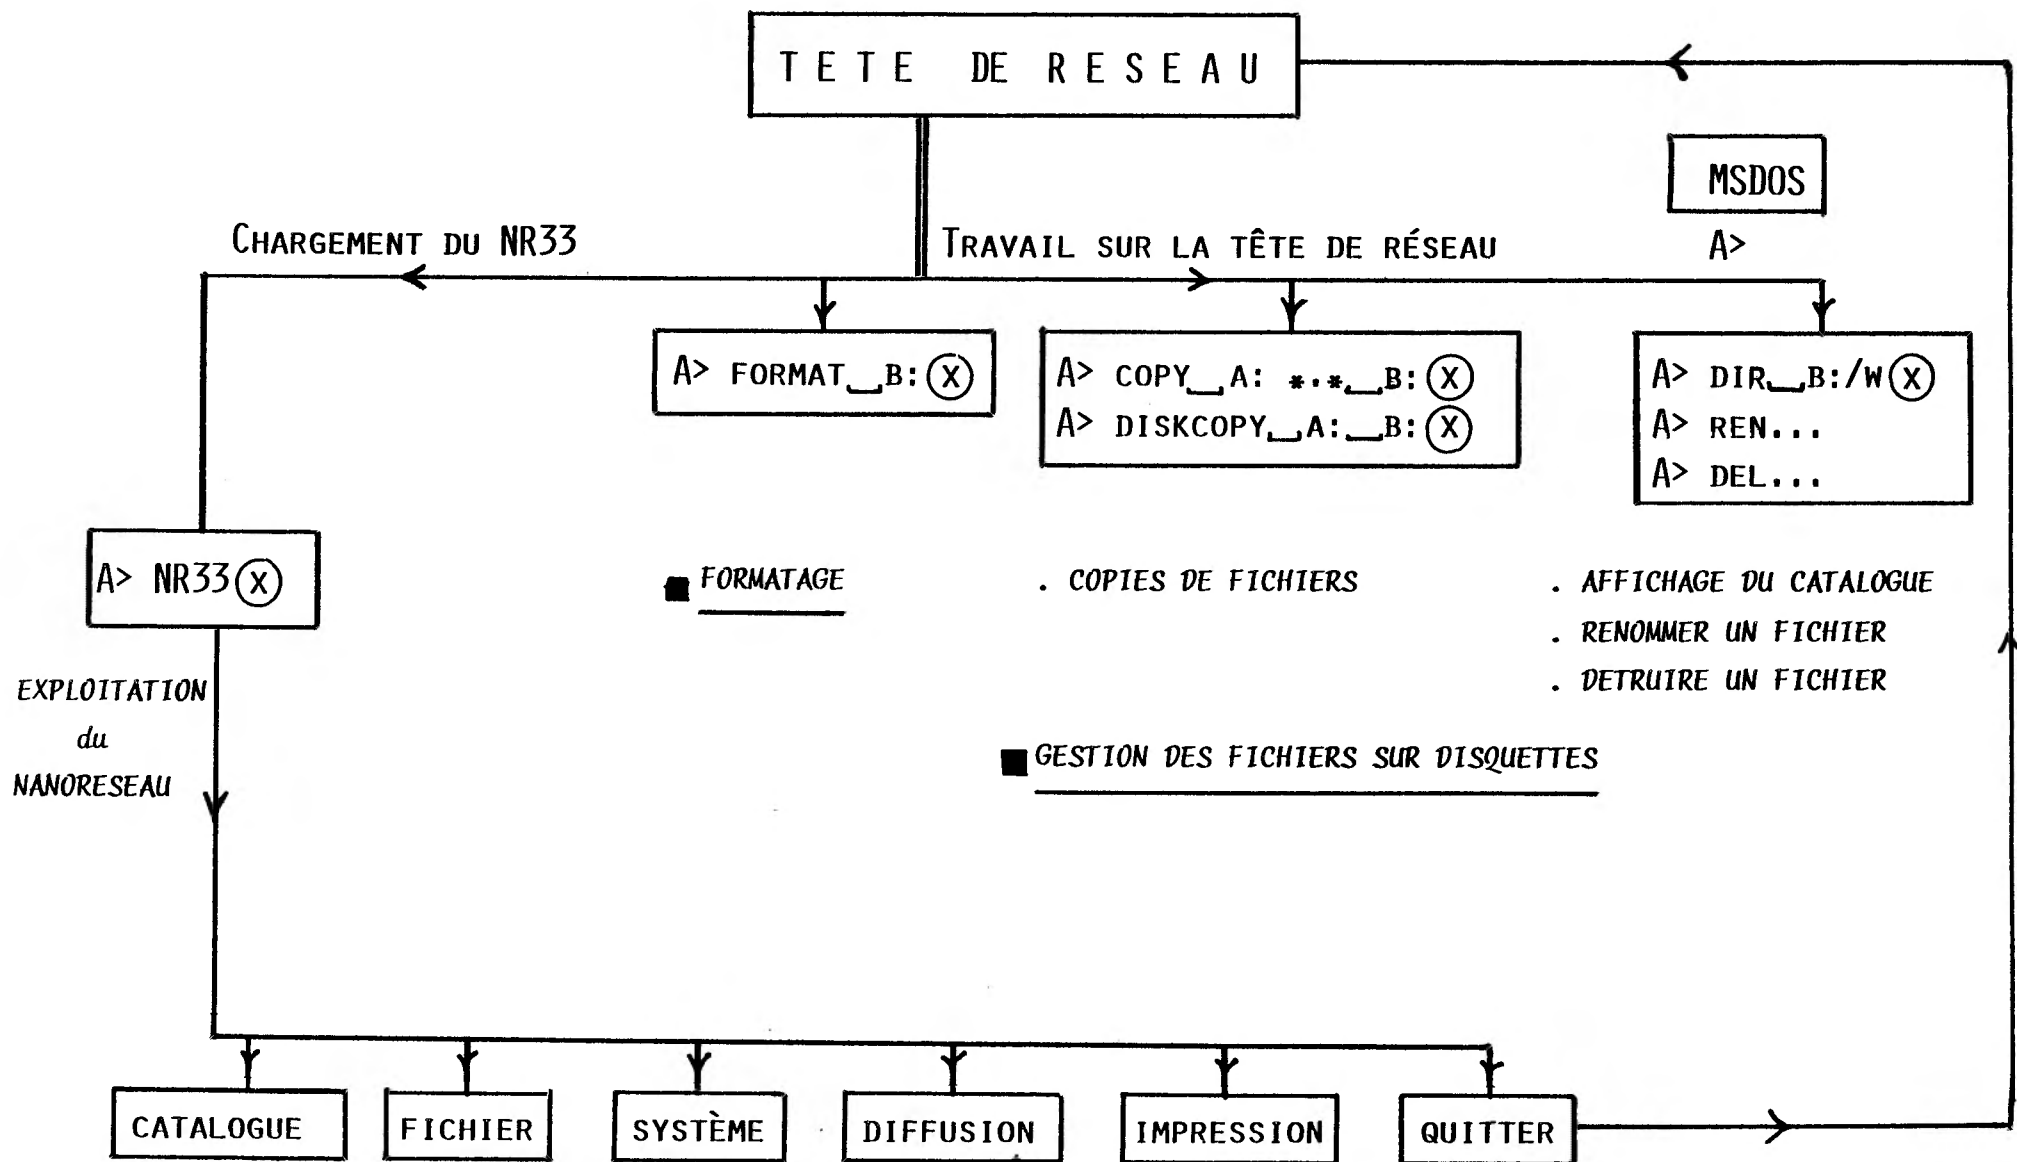 TETE DE RESEAU
MSDOS
A>
CHARGEMENT DU NR33
TRAVAIL SUR LA TÊTE DE RÉSEAU
A> FORMAT␣B: Ⓧ
A> COPY␣A: *.*␣B: Ⓧ
A> DISKCOPY␣A:␣B: Ⓧ
A> DIR␣B:/W Ⓧ
A> REN...
A> DEL...
A> NR33 Ⓧ
■ FORMATAGE
. COPIES DE FICHIERS
. AFFICHAGE DU CATALOGUE
. RENOMMER UN FICHIER
. DETRUIRE UN FICHIER
EXPLOITATION
du
NANORESEAU
■ GESTION DES FICHIERS SUR DISQUETTES
CATALOGUE
FICHIER
SYSTÈME
DIFFUSION
IMPRESSION
QUITTER